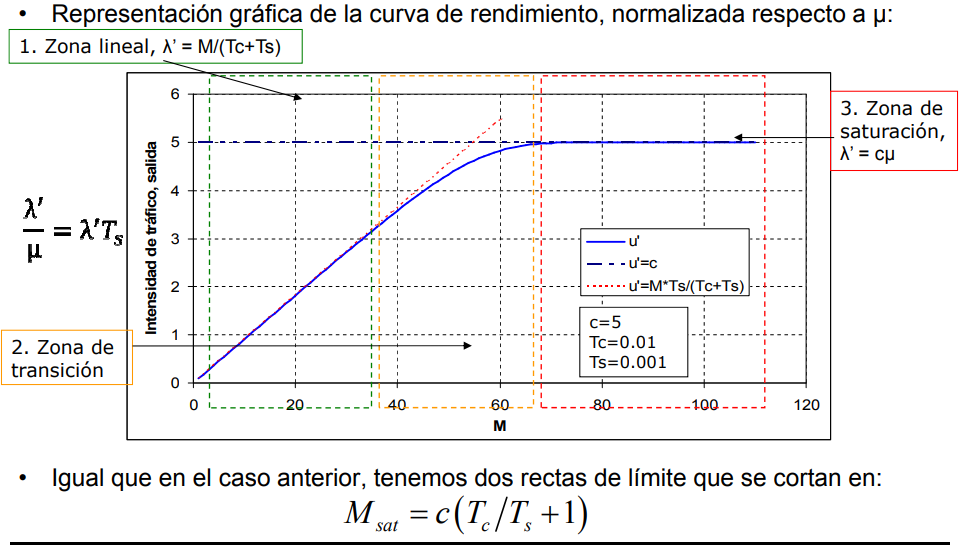 • Representación gráfica de la curva de rendimiento, normalizada respecto a μ:
1. Zona lineal, λ’ = M/(Tc+Ts)
6
5
4
3
2
1
0
Intensidad de tráfico, salida
0 20 40 60 80 100 120
M
u'
u'=c
u'=M*Ts/(Tc+Ts)
c=5
Tc=0.01
Ts=0.001
3. Zona de
saturación,
λ’ = cμ
λ′/μ = λ′Tₛ
2. Zona de
transición
• Igual que en el caso anterior, tenemos dos rectas de límite que se cortan en:
M_sat = c(T_c/T_s + 1)